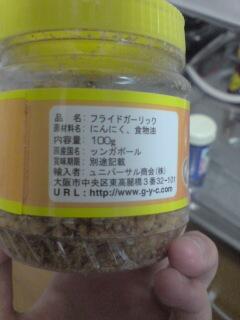 品　名：フライドガーリック
原材料名：にんにく、食物油
内容量：100g
原産国名：ッンガポール
賞味期限：別途記載
輸入者：ュニバーサル商会(株)
大阪市中央区東高麗橋3番32-101
URL：http://www.g-y-c.com